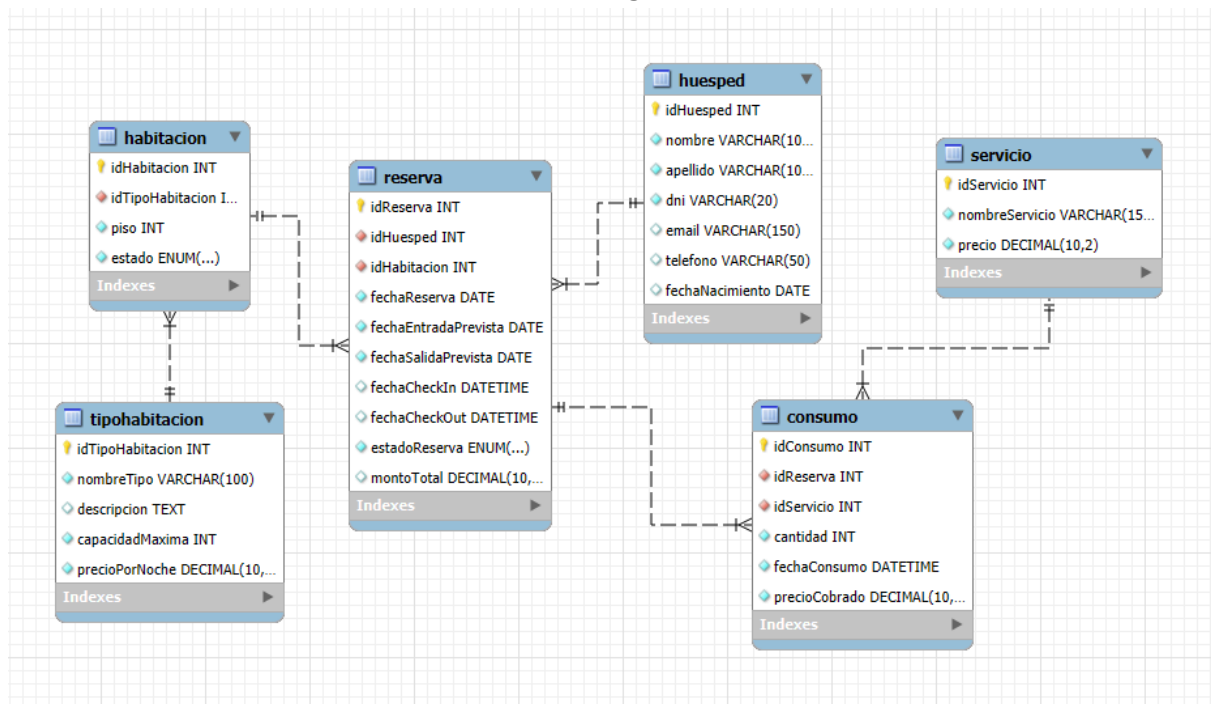 habitacion
idHabitacion INT
idTipoHabitacion I...
piso INT
estado ENUM(...)
Indexes
tipohabitacion
idTipoHabitacion INT
nombreTipo VARCHAR(100)
descripcion TEXT
capacidadMaxima INT
precioPorNoche DECIMAL(10,...
Indexes
reserva
idReserva INT
idHuesped INT
idHabitacion INT
fechaReserva DATE
fechaEntradaPrevista DATE
fechaSalidaPrevista DATE
fechaCheckIn DATETIME
fechaCheckOut DATETIME
estadoReserva ENUM(...)
montoTotal DECIMAL(10,...
Indexes
huesped
idHuesped INT
nombre VARCHAR(10...
apellido VARCHAR(10...
dni VARCHAR(20)
email VARCHAR(150)
telefono VARCHAR(50)
fechaNacimiento DATE
Indexes
servicio
idServicio INT
nombreServicio VARCHAR(15...
precio DECIMAL(10,2)
Indexes
consumo
idConsumo INT
idReserva INT
idServicio INT
cantidad INT
fechaConsumo DATETIME
precioCobrado DECIMAL(10,...
Indexes